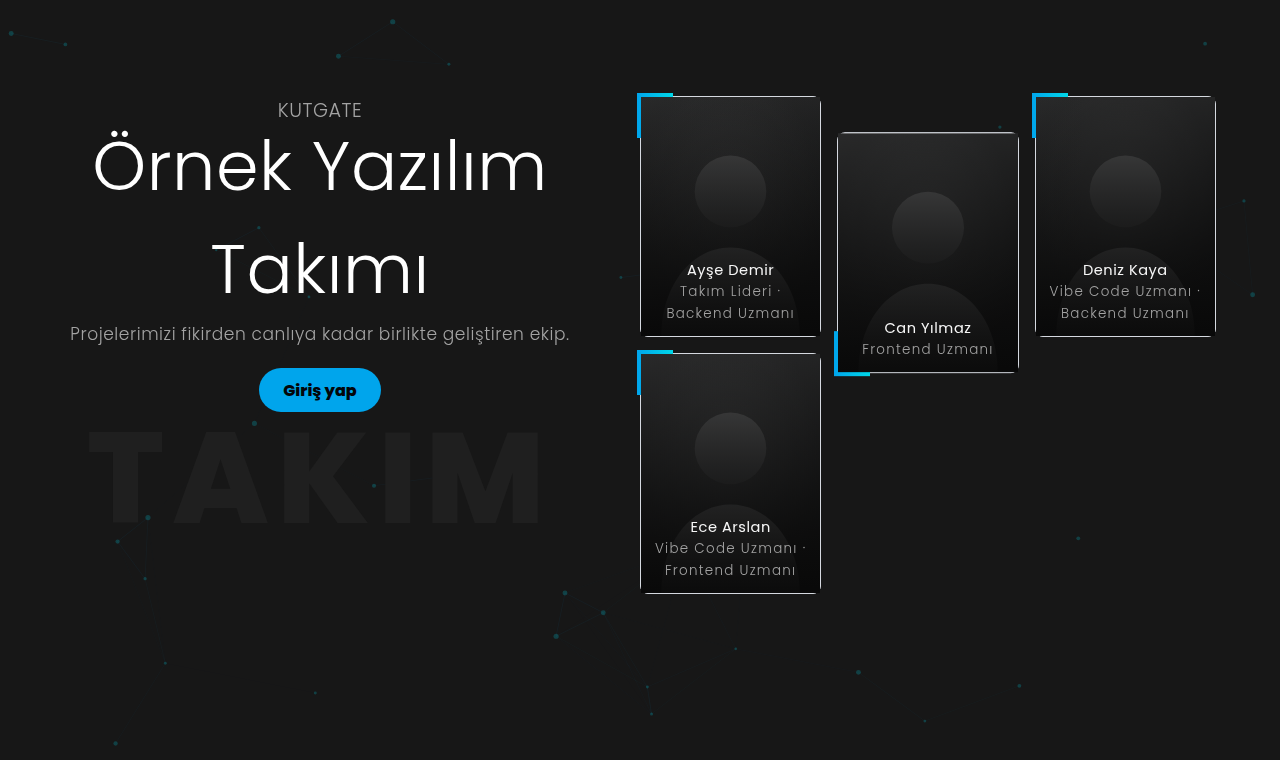 KUTGATE
Örnek Yazılım
Takımı
Projelerimizi fikirden canlıya kadar birlikte geliştiren ekip.
Giriş yap
TAKIM
Ayşe Demir
Takım Lideri ·
Backend Uzmanı
Can Yılmaz
Frontend Uzmanı
Deniz Kaya
Vibe Code Uzmanı ·
Backend Uzmanı
Ece Arslan
Vibe Code Uzmanı ·
Frontend Uzmanı